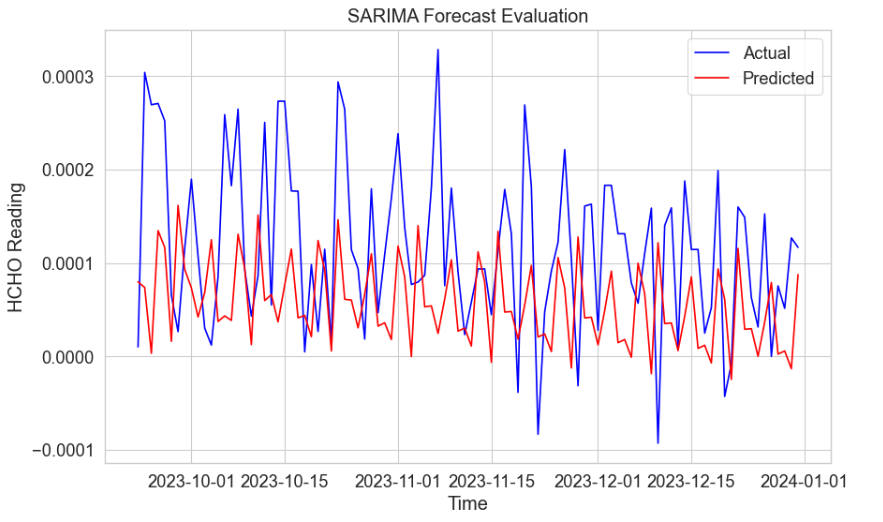 SARIMA Forecast Evaluation
Actual
Predicted
0.0003
0.0002
0.0001
0.0000
−0.0001
HCHO Reading
2023-10-01 2023-10-15 2023-11-01 2023-11-15 2023-12-01 2023-12-15 2024-01-01
Time